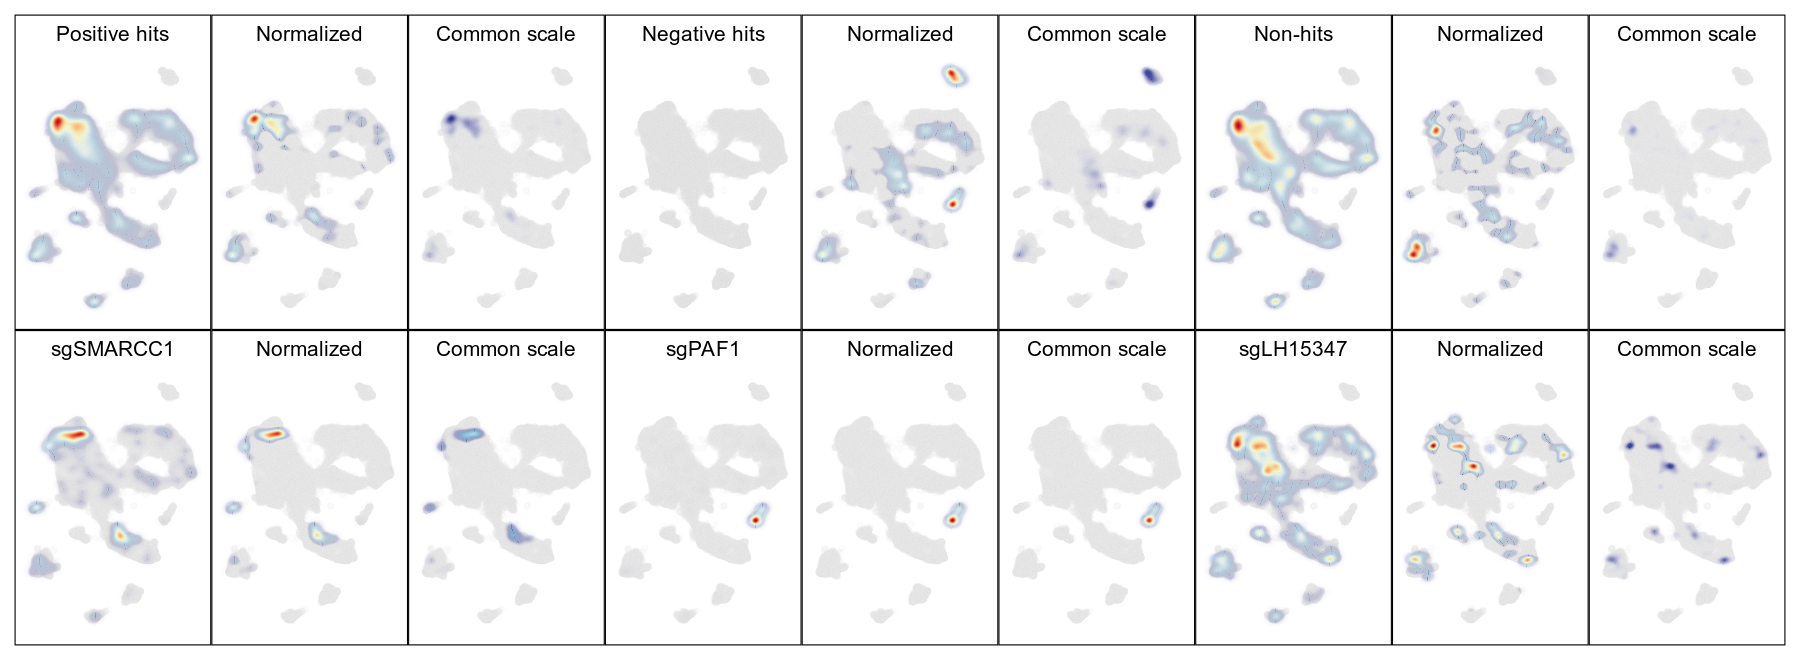 Positive hits
Normalized
Common scale
Negative hits
Normalized
Common scale
Non-hits
Normalized
Common scale
sgSMARCC1
Normalized
Common scale
sgPAF1
Normalized
Common scale
sgLH15347
Normalized
Common scale